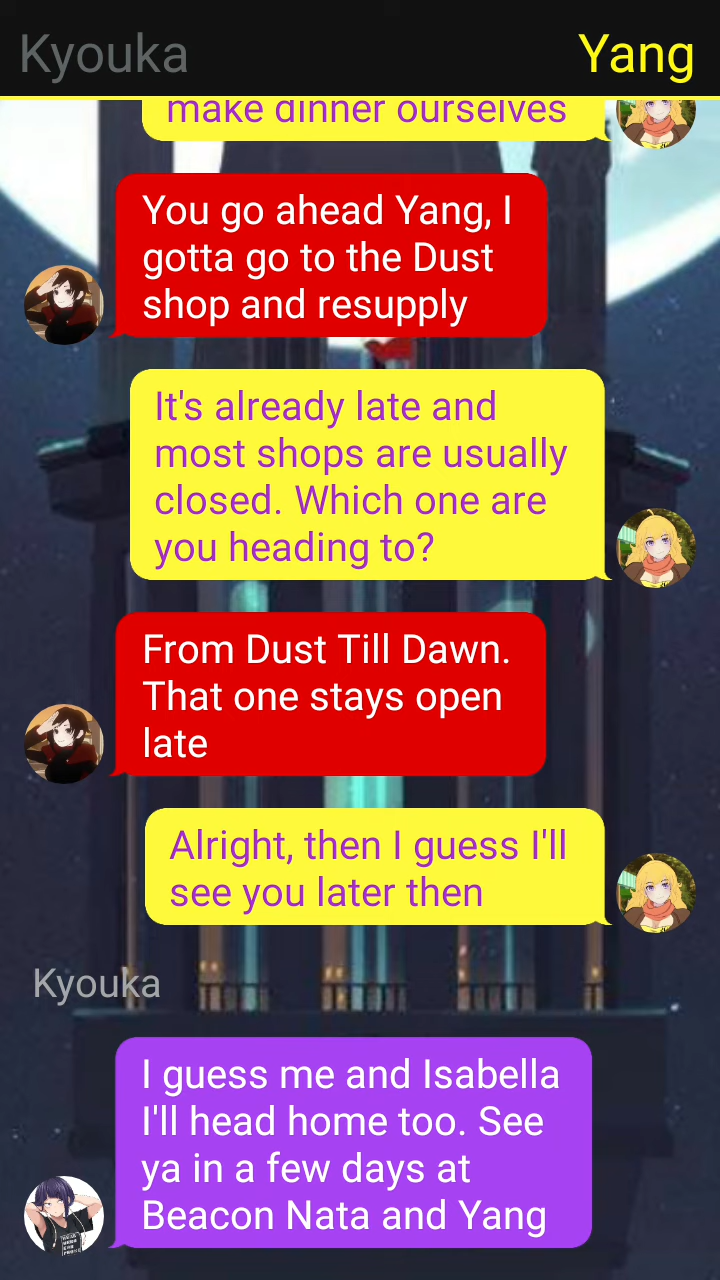 Kyouka
Yang
make dinner ourselves
You go ahead Yang, I
gotta go to the Dust
shop and resupply
It's already late and
most shops are usually
closed. Which one are
you heading to?
From Dust Till Dawn.
That one stays open
late
Alright, then I guess I'll
see you later then
Kyouka
I guess me and Isabella
I'll head home too. See
ya in a few days at
Beacon Nata and Yang